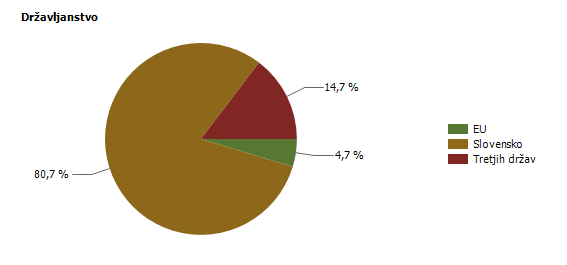 Državljanstvo
14,7 %
4,7 %
80,7 %
EU
Slovensko
Tretjih držav